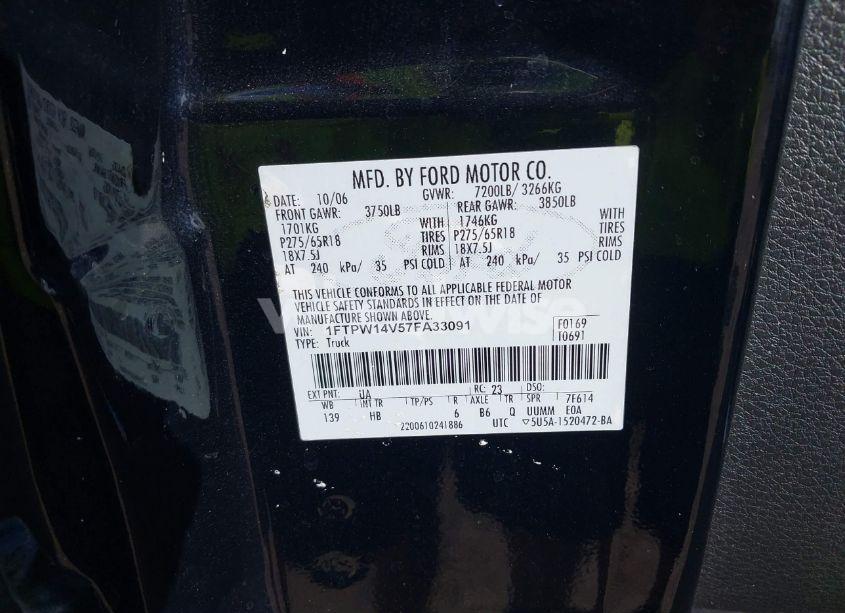 MFD. BY FORD MOTOR CO.
DATE: 10/06 GVWR: 7200LB/ 3266KG
FRONT GAWR: 3750LB REAR GAWR: 3850LB
1701KG WITH 1746KG WITH
P275/65R18 TIRES P275/65R18 TIRES
18X7.5J RIMS 18X7.5J RIMS
AT 240 kPa/ 35 PSI COLD AT 240 kPa/ 35 PSI COLD
THIS VEHICLE CONFORMS TO ALL APPLICABLE FEDERAL MOTOR
VEHICLE SAFETY STANDARDS IN EFFECT ON THE DATE OF
MANUFACTURE SHOWN ABOVE.
VIN: 1FTPW14V57FA33091 F0169
TYPE: Truck T0691
EXT PNT: UA RC: 23 DSO:
WB INT TR TP/PS R AXLE TR SPR 7F614
139 HB 6 B6 Q UUMM E0A
2200610241886 UTC ▽5U5A-1520472-BA